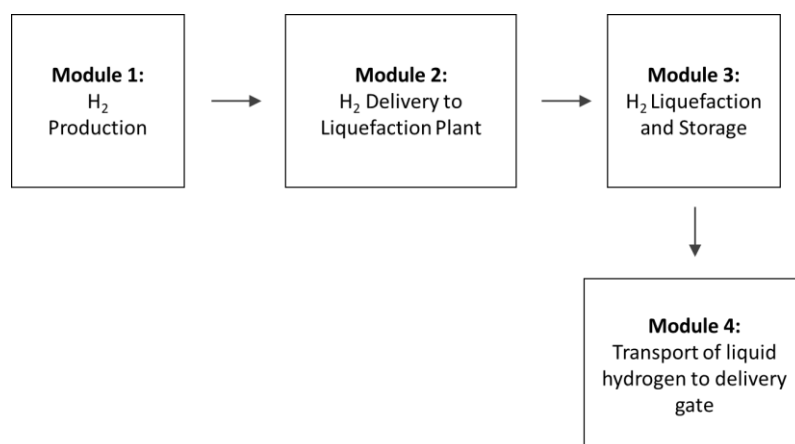 Module 1:
H₂
Production
Module 2:
H₂ Delivery to
Liquefaction Plant
Module 3:
H₂ Liquefaction
and Storage
Module 4:
Transport of liquid
hydrogen to delivery
gate